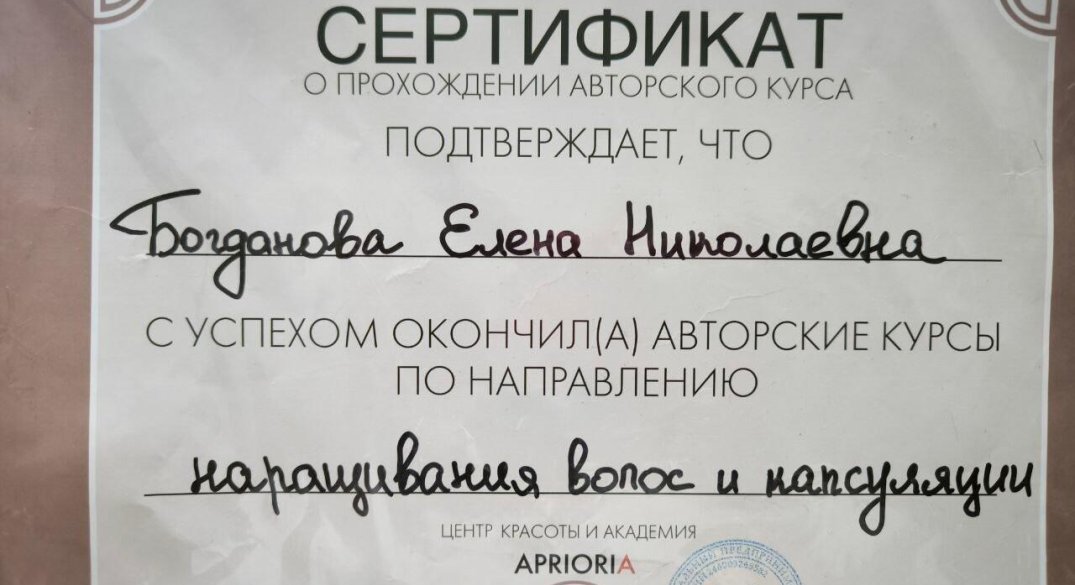 СЕРТИФИКАТ
О ПРОХОЖДЕНИИ АВТОРСКОГО КУРСА
ПОДТВЕРЖДАЕТ, ЧТО
Богданова Елена Николаевна
С УСПЕХОМ ОКОНЧИЛ(А) АВТОРСКИЕ КУРСЫ
ПО НАПРАВЛЕНИЮ
наращивания волос и капсуляции
ЦЕНТР КРАСОТЫ И АКАДЕМИЯ
APRIORIA